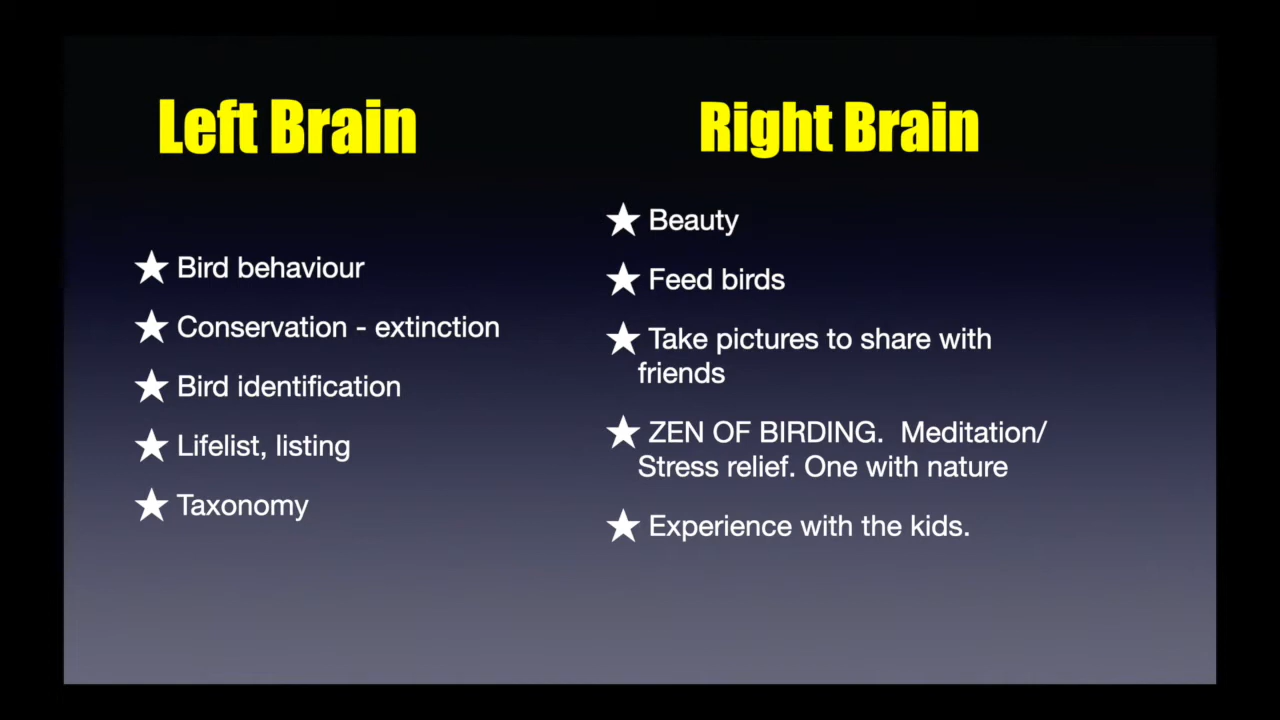 Left Brain
Bird behaviour
Conservation - extinction
Bird identification
Lifelist, listing
Taxonomy
Right Brain
Beauty
Feed birds
Take pictures to share with
friends
ZEN OF BIRDING.  Meditation/
Stress relief. One with nature
Experience with the kids.